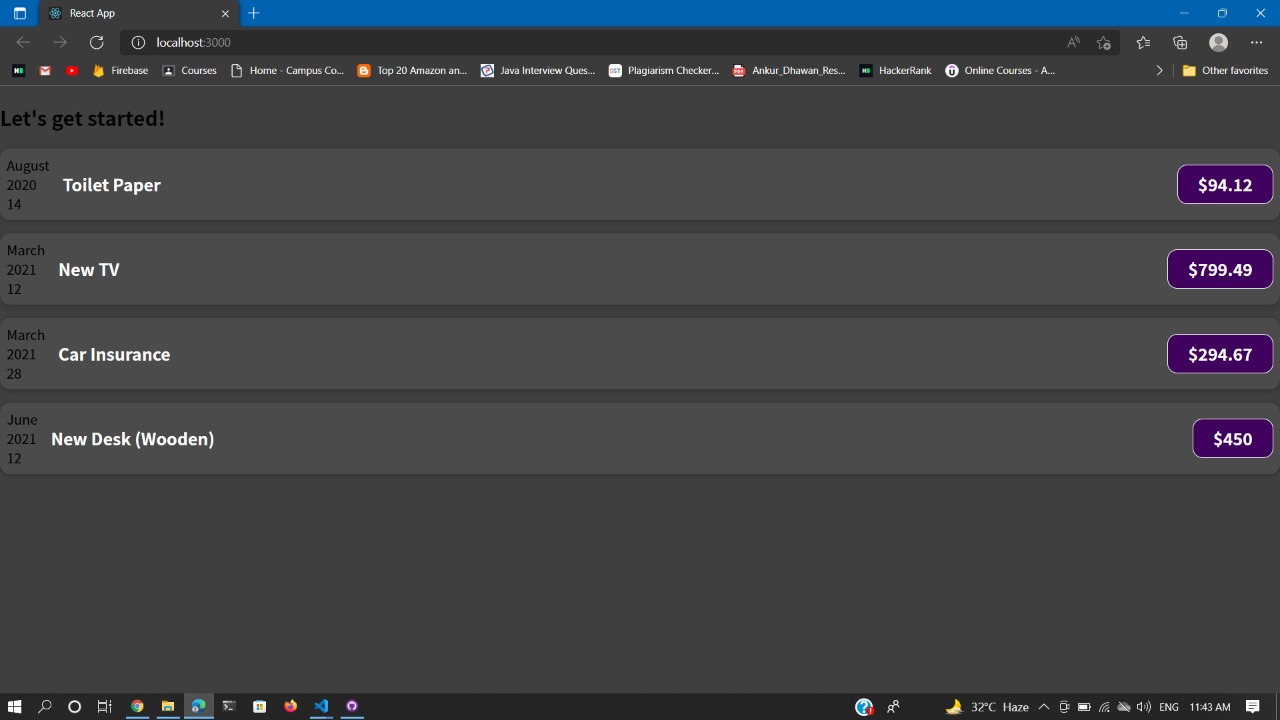 React App
localhost:3000
Firebase
Courses
Home - Campus Co...
Top 20 Amazon an...
Java Interview Ques...
Plagiarism Checker...
Ankur_Dhawan_Res...
HackerRank
Online Courses - A...
Other favorites
Let's get started!
August
2020
14
Toilet Paper
$94.12
March
2021
12
New TV
$799.49
March
2021
28
Car Insurance
$294.67
June
2021
12
New Desk (Wooden)
$450
32°C Haze
ENG
11:43 AM